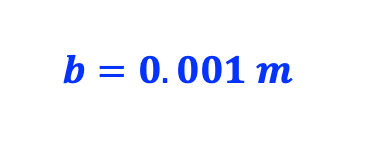 b = 0.001 m